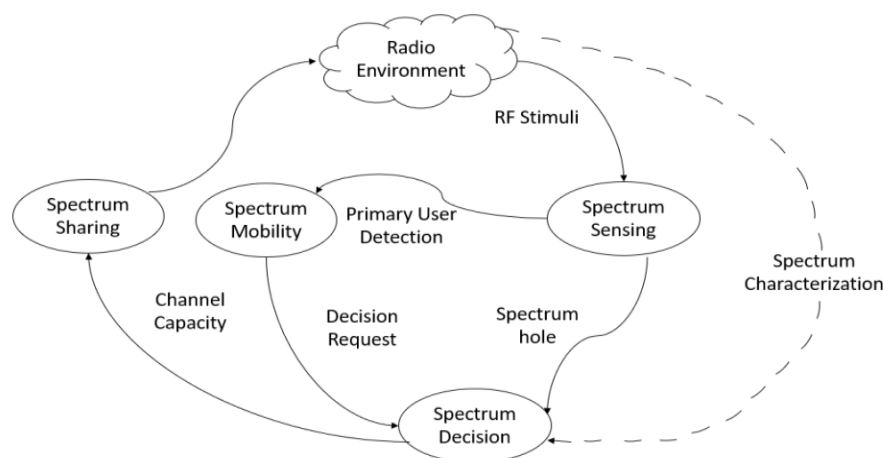 Radio
Environment
RF Stimuli
Spectrum
Sharing
Spectrum
Mobility
Primary User
Detection
Spectrum
Sensing
Spectrum
Characterization
Channel
Capacity
Decision
Request
Spectrum
hole
Spectrum
Decision